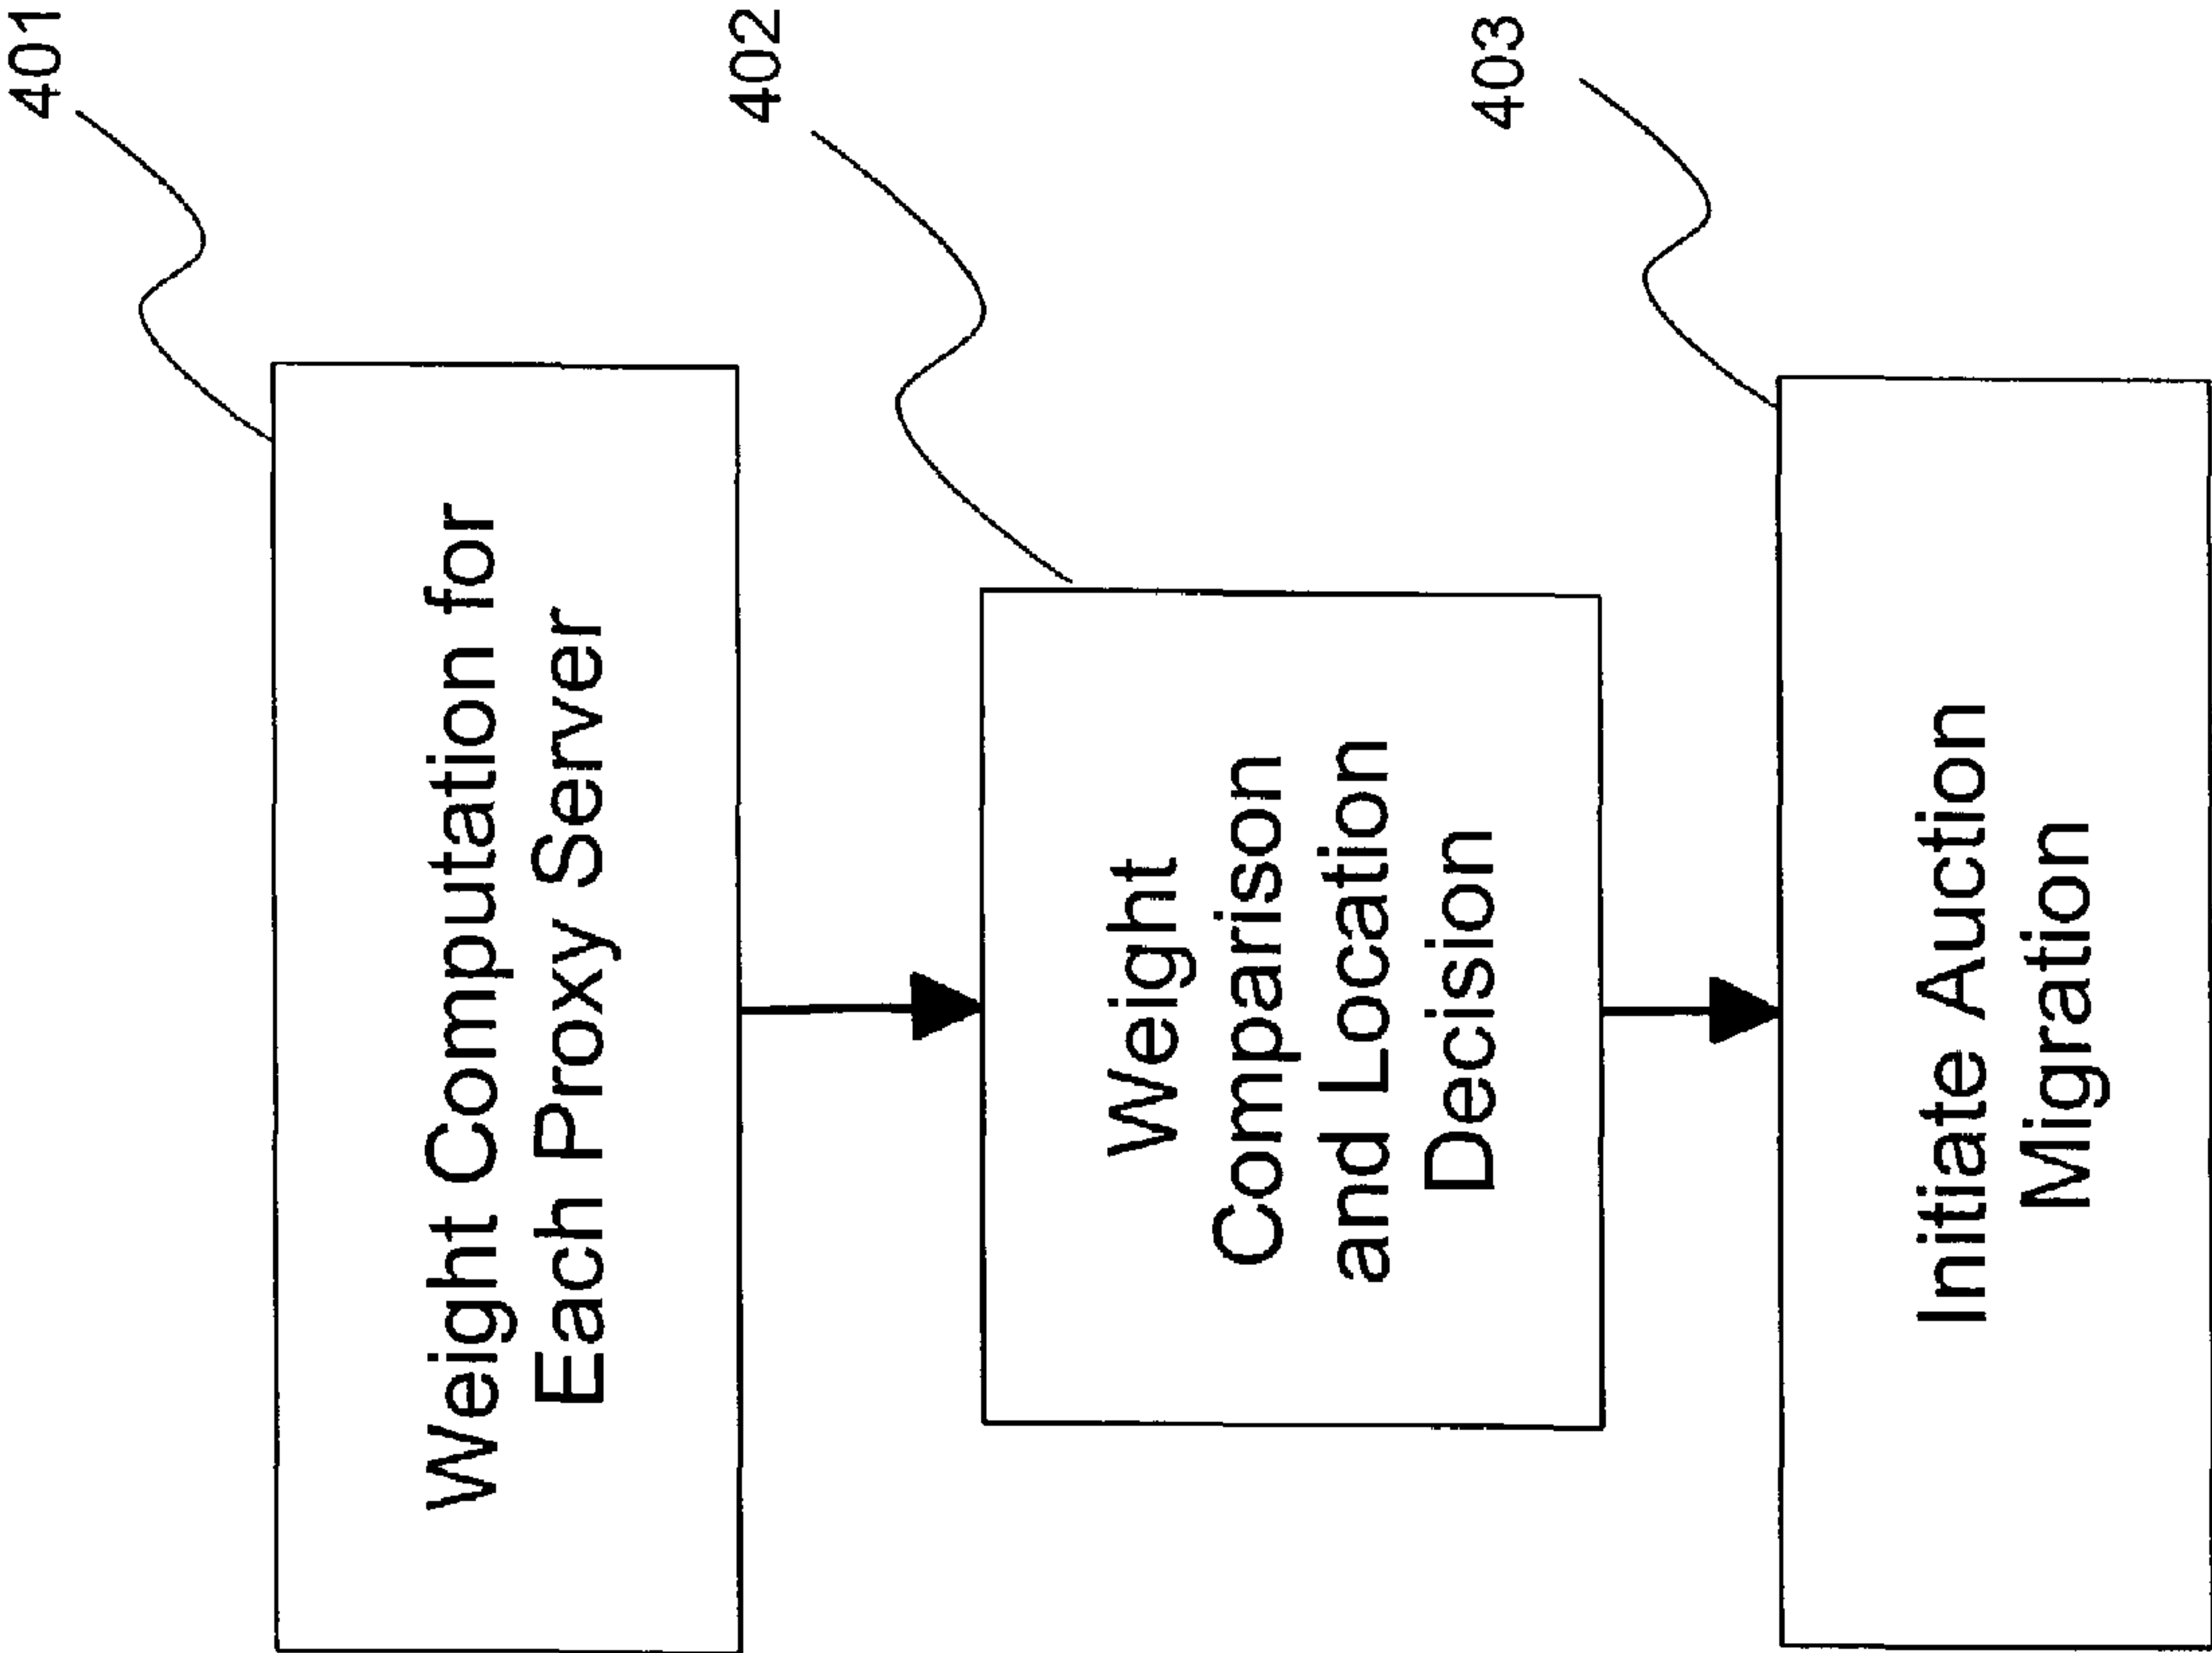 401
Weight Computation for
Each Proxy Server
402
Weight
Comparison
and Location
Decision
403
Initiate Auction
Migration